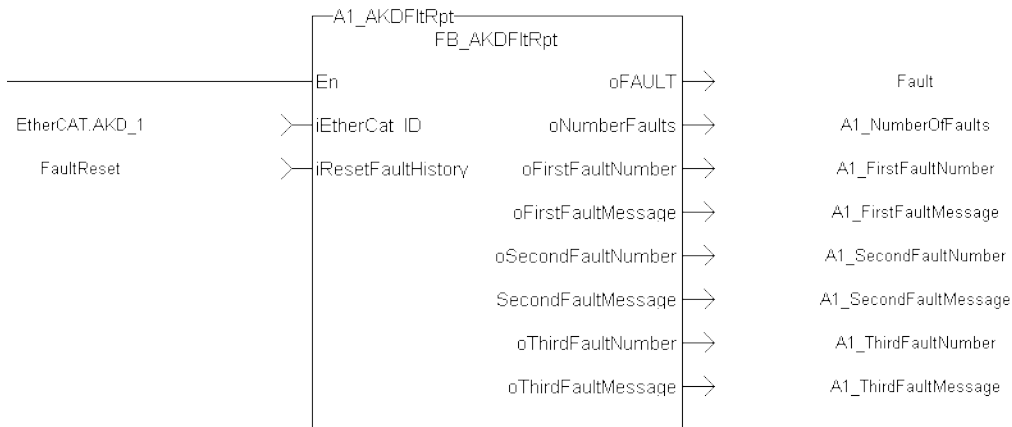 A1_AKDFltRpt
FB_AKDFltRpt
En oFAULT Fault
EtherCAT.AKD_1 iEtherCat_ID oNumberFaults A1_NumberOfFaults
FaultReset iResetFaultHistory oFirstFaultNumber A1_FirstFaultNumber
oFirstFaultMessage A1_FirstFaultMessage
oSecondFaultNumber A1_SecondFaultNumber
SecondFaultMessage A1_SecondFaultMessage
oThirdFaultNumber A1_ThirdFaultNumber
oThirdFaultMessage A1_ThirdFaultMessage